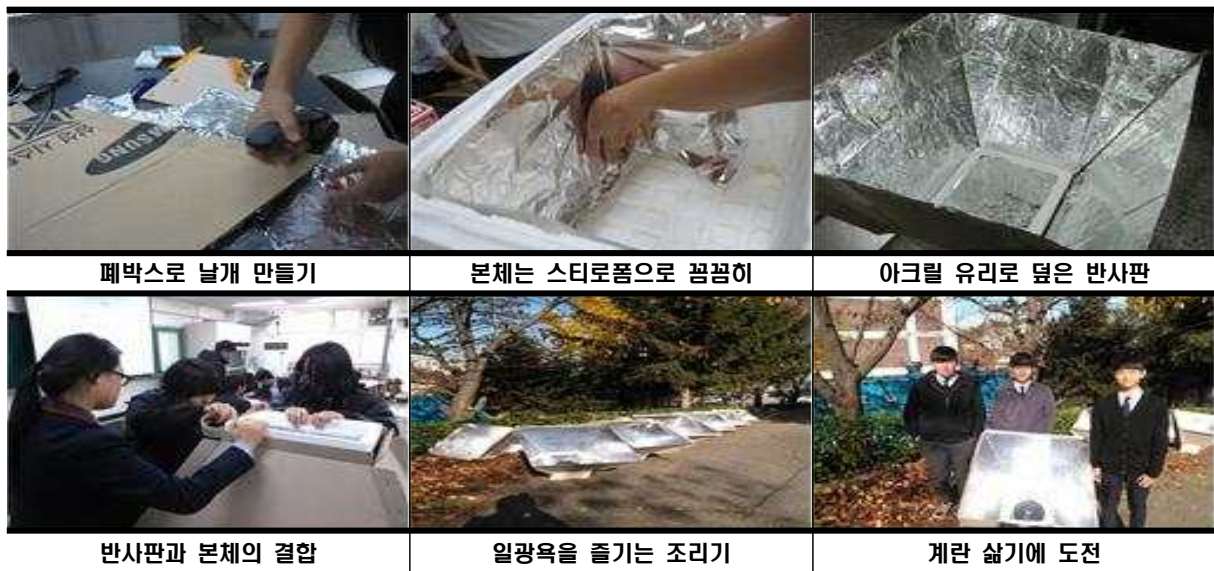 SAMSUNG
폐박스로 날개 만들기
본체는 스티로폼으로 꼼꼼히
아크릴 유리로 덮은 반사판
반사판과 본체의 결합
일광욕을 즐기는 조리기
계란 삶기에 도전